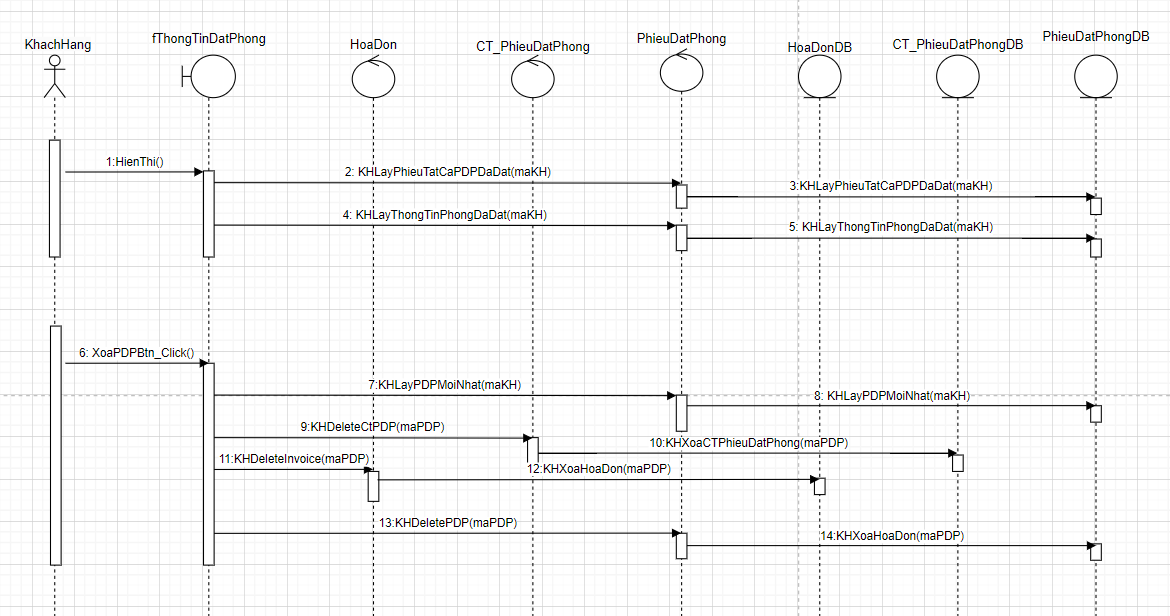 KhachHang
fThongTinDatPhong
HoaDon
CT_PhieuDatPhong
PhieuDatPhong
HoaDonDB
CT_PhieuDatPhongDB
PhieuDatPhongDB
1:HienThi()
2: KHLayPhieuTatCaPDPDaDat(maKH)
3:KHLayPhieuTatCaPDPDaDat(maKH)
4: KHLayThongTinPhongDaDat(maKH)
5: KHLayThongTinPhongDaDat(maKH)
6: XoaPDPBtn_Click()
7:KHLayPDPMoiNhat(maKH)
8: KHLayPDPMoiNhat(maKH)
9:KHDeleteCtPDP(maPDP)
10:KHXoaCTPhieuDatPhong(maPDP)
11:KHDeleteInvoice(maPDP)
12:KHXoaHoaDon(maPDP)
13:KHDeletePDP(maPDP)
14:KHXoaHoaDon(maPDP)